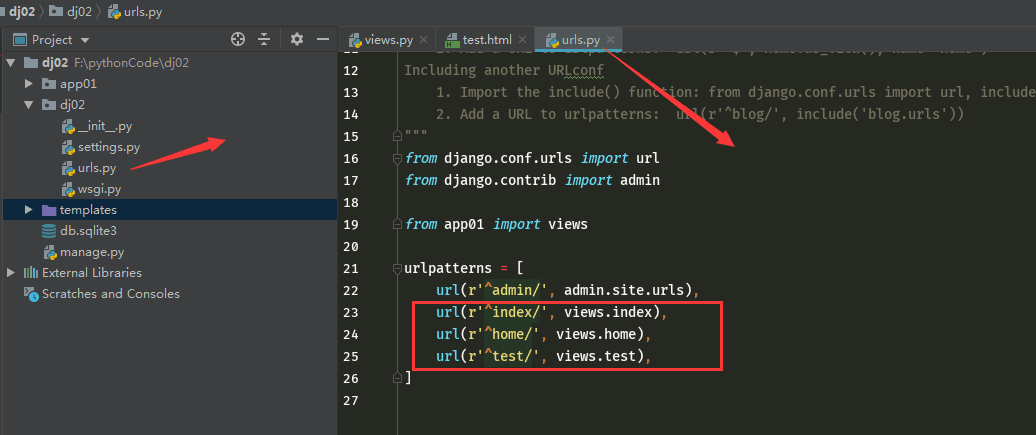 dj02 dj02 urls.py
Project
views.py test.html urls.py
dj02 F:\pythonCode\dj02
app01
dj02
__init__.py
settings.py
urls.py
wsgi.py
templates
db.sqlite3
manage.py
External Libraries
Scratches and Consoles
12 Including another URLconf
13 1. Import the include() function: from django.conf.urls import url, include
14 2. Add a URL to urlpatterns:  url(r'^blog/', include('blog.urls'))
15 """
16 from django.conf.urls import url
17 from django.contrib import admin
18
19 from app01 import views
20
21 urlpatterns = [
22 url(r'^admin/', admin.site.urls),
23 url(r'^index/', views.index),
24 url(r'^home/', views.home),
25 url(r'^test/', views.test),
26 ]
27